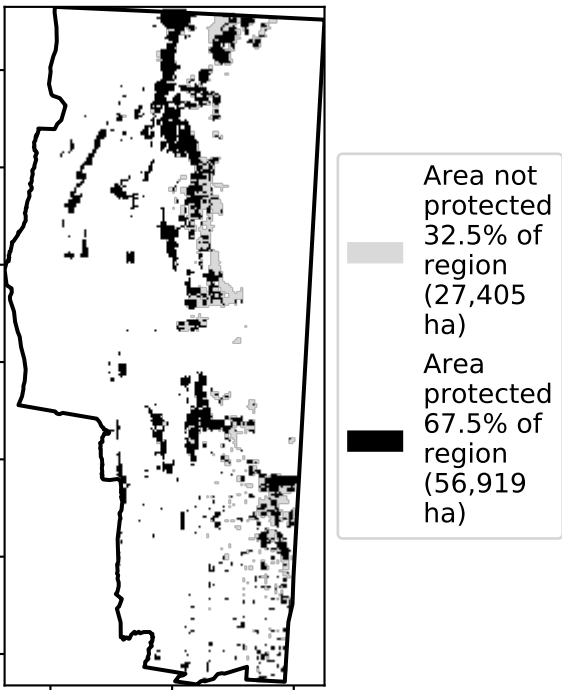 Area not
protected
32.5% of
region
(27,405
ha)
Area
protected
67.5% of
region
(56,919
ha)